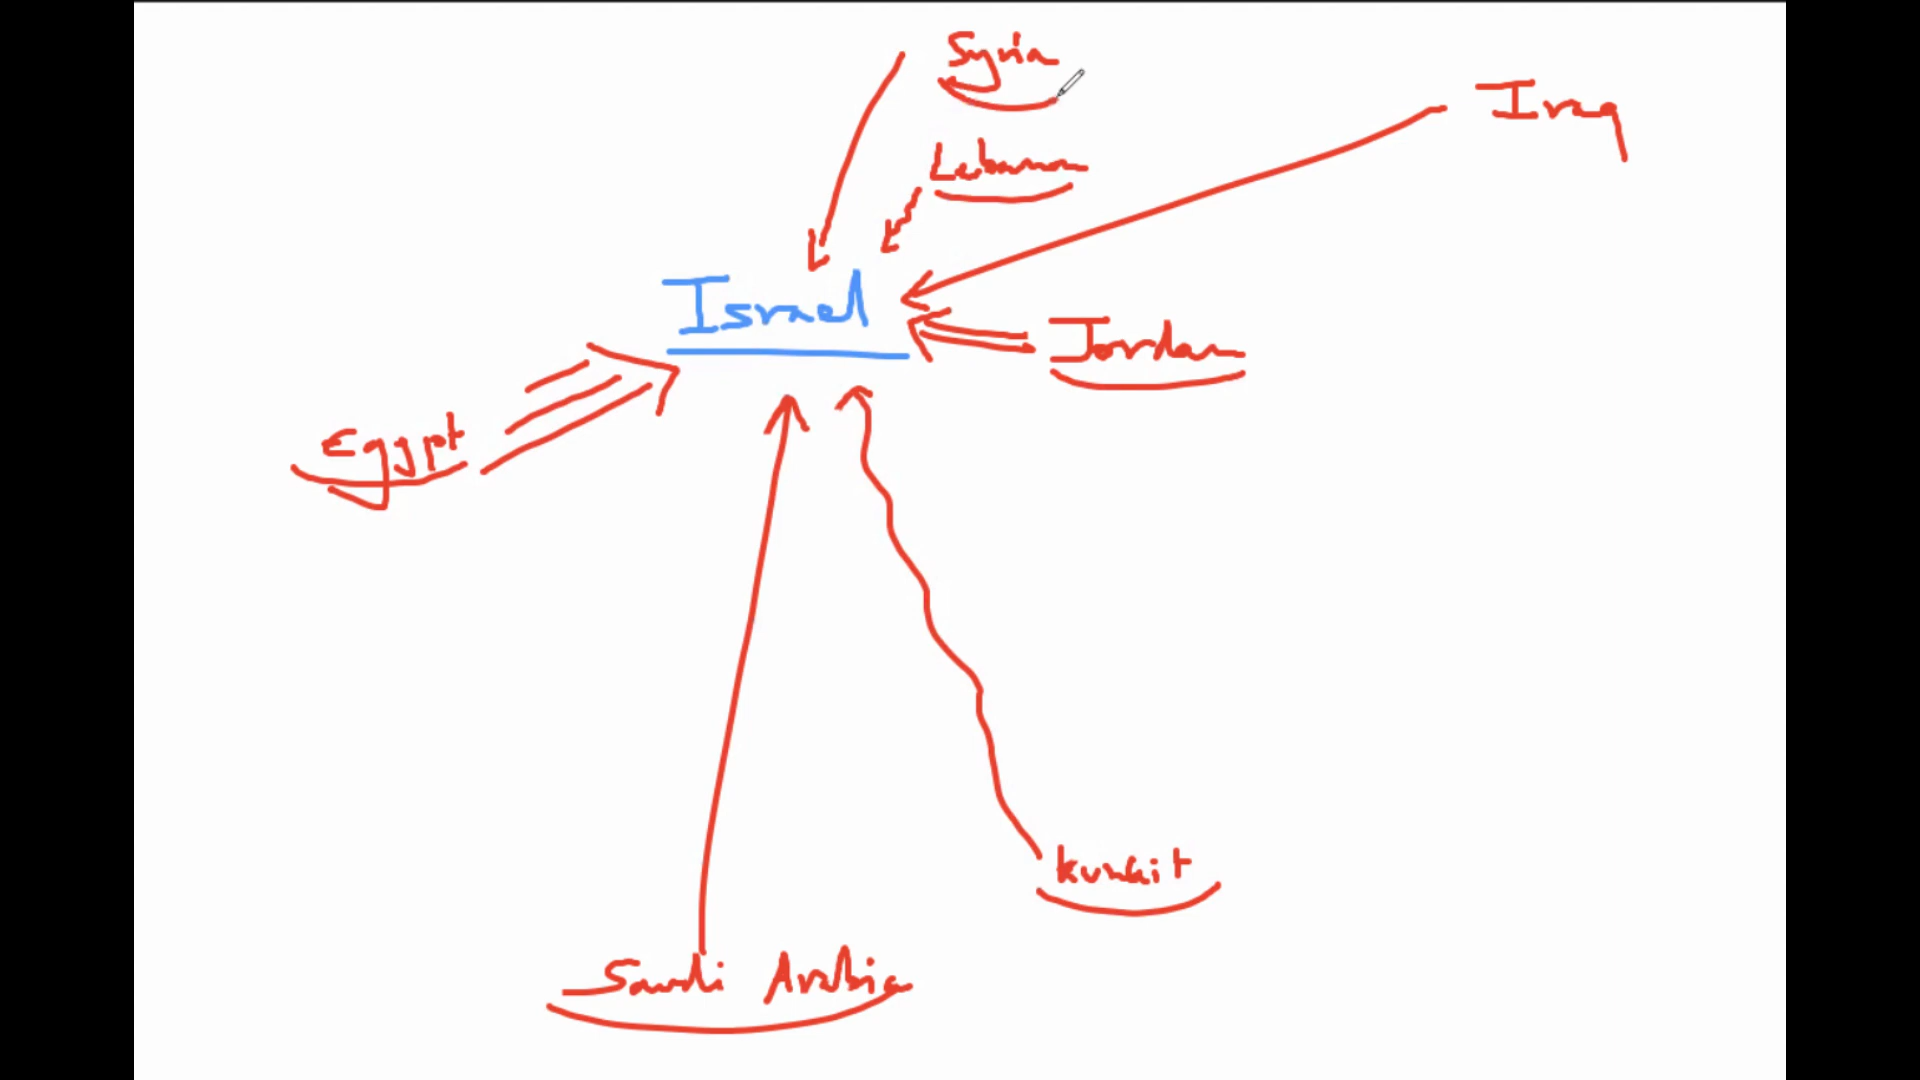 Syria
Iraq
Lebanon
Israel
Jordan
Egypt
Kuwait
Saudi Arabia